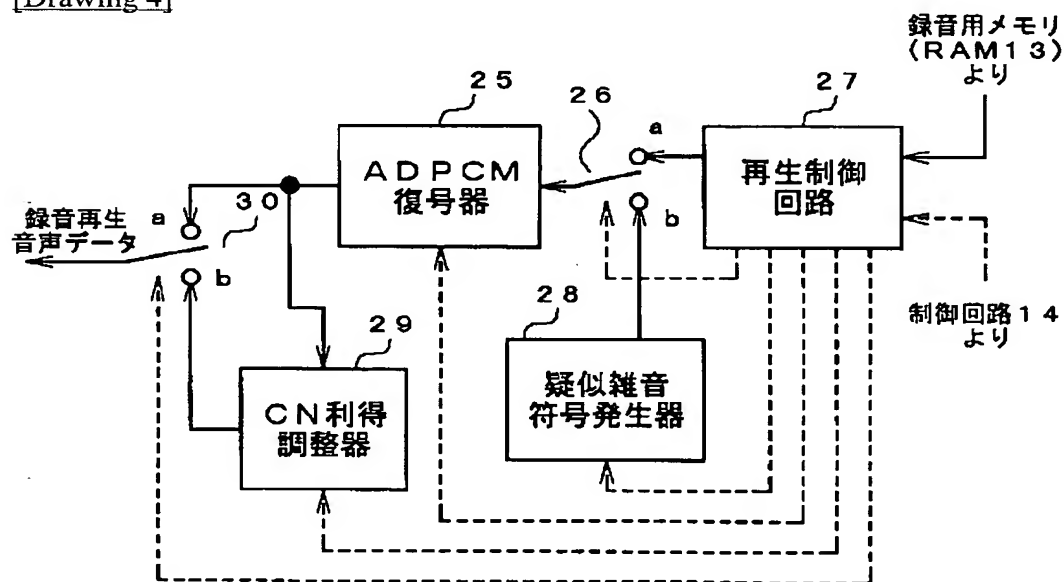 [Drawing 4]
録音用メモリ
(RAM13)
より
25
26
27
a
ADPCM
復号器
再生制御
回路
30
a
録音再生
音声データ
b
b
28
制御回路14
より
29
疑似雑音
符号発生器
CN利得
調整器